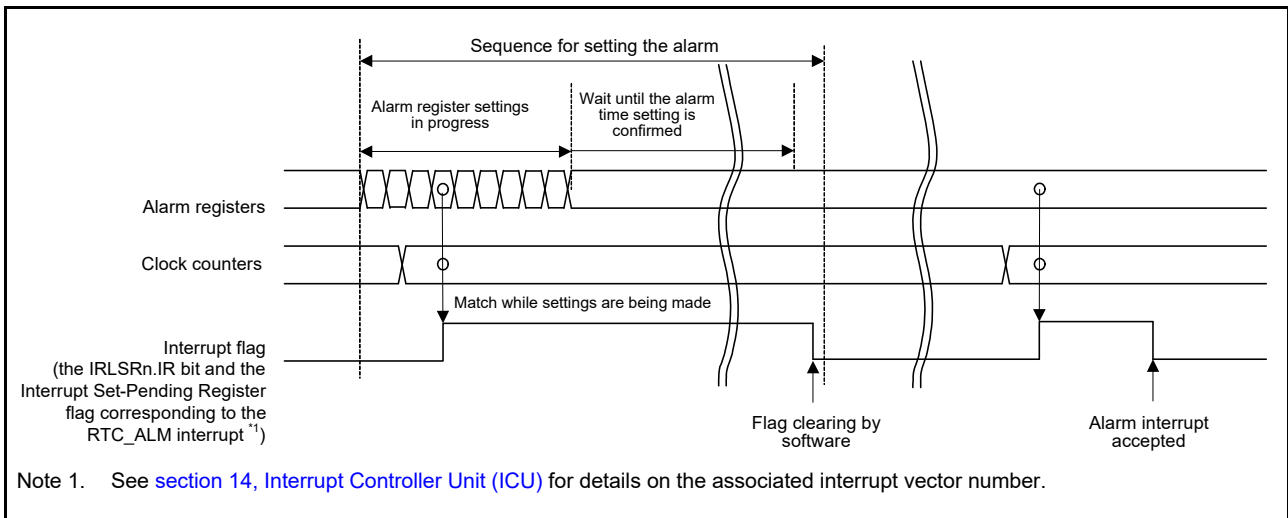 Sequence for setting the alarm
Alarm register settings
in progress
Wait until the alarm
time setting is
confirmed
Alarm registers
Clock counters
Match while settings are being made
Interrupt flag
(the IRLSRn.IR bit and the
Interrupt Set-Pending Register
flag corresponding to the
RTC_ALM interrupt *1)
Flag clearing by
software
Alarm interrupt
accepted
Note 1. See section 14, Interrupt Controller Unit (ICU) for details on the associated interrupt vector number.